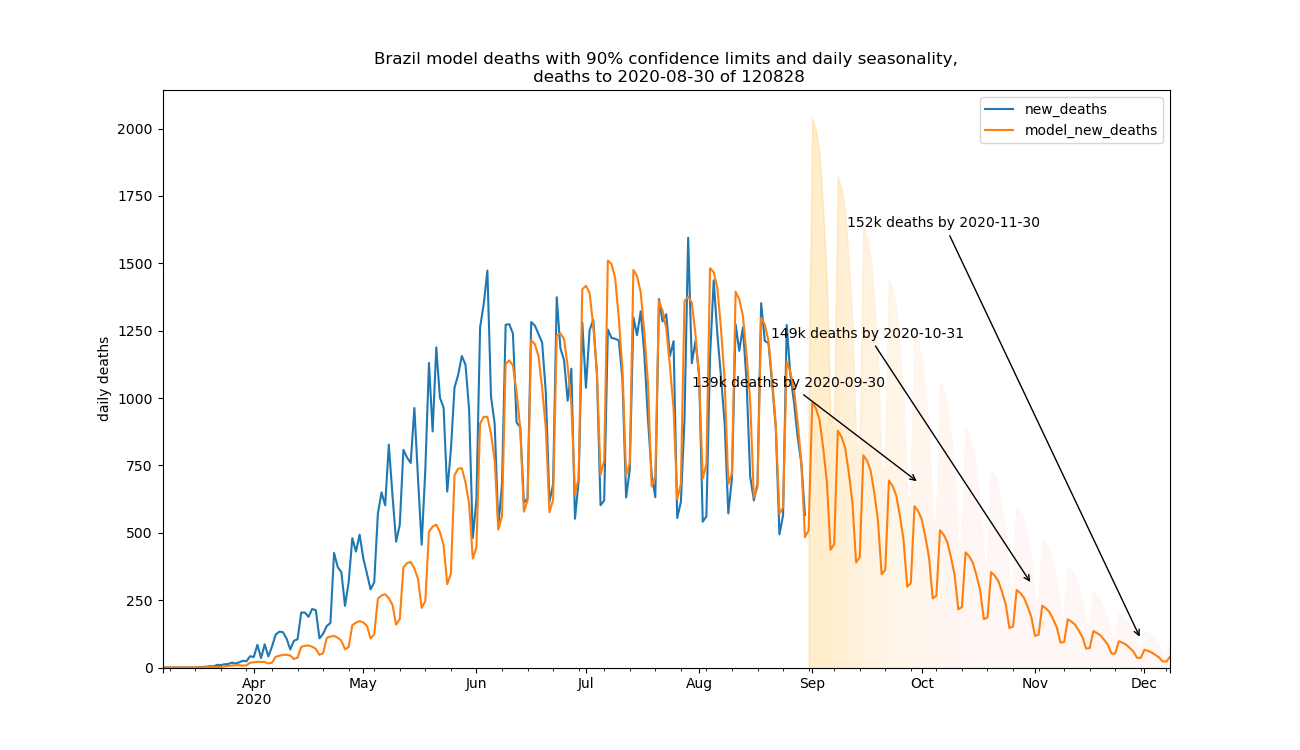 Brazil model deaths with 90% confidence limits and daily seasonality,
deaths to 2020-08-30 of 120828
new_deaths
model_new_deaths
152k deaths by 2020-11-30
149k deaths by 2020-10-31
139k deaths by 2020-09-30
daily deaths
2000
1750
1500
1250
1000
750
500
250
0
Apr
2020
May
Jun
Jul
Aug
Sep
Oct
Nov
Dec